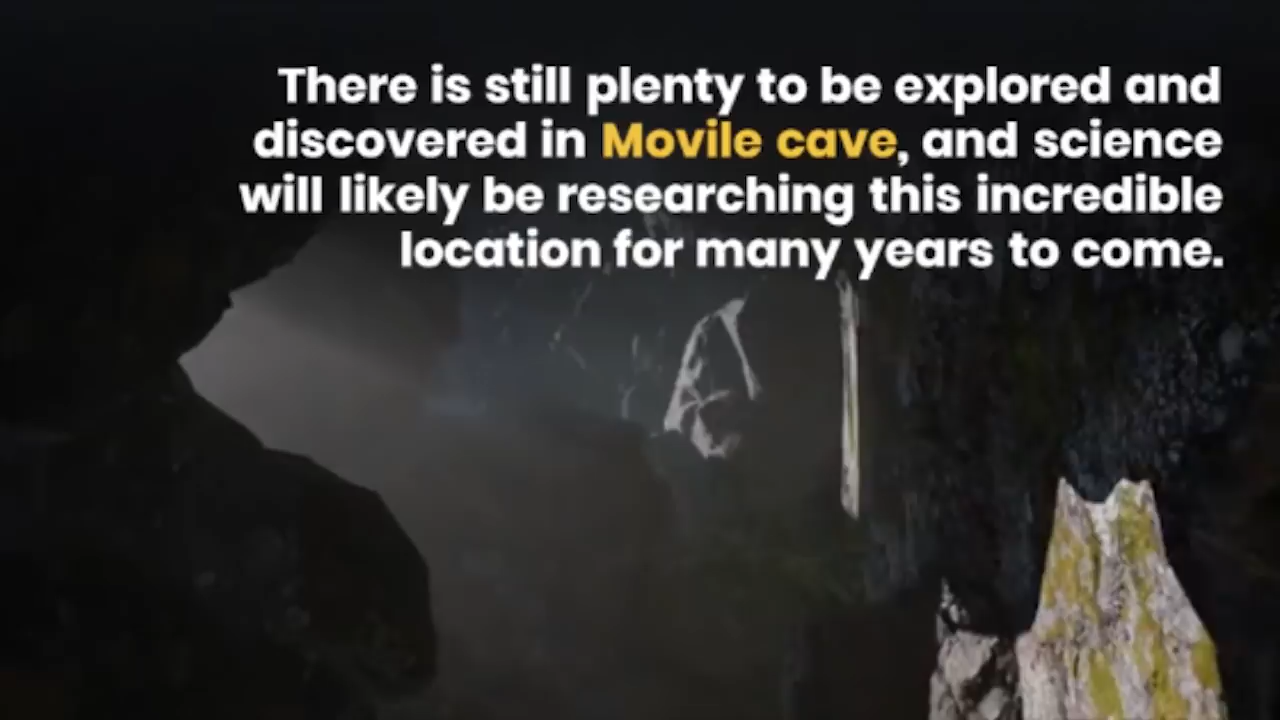 There is still plenty to be explored and
discovered in Movile cave, and science
will likely be researching this incredible
location for many years to come.